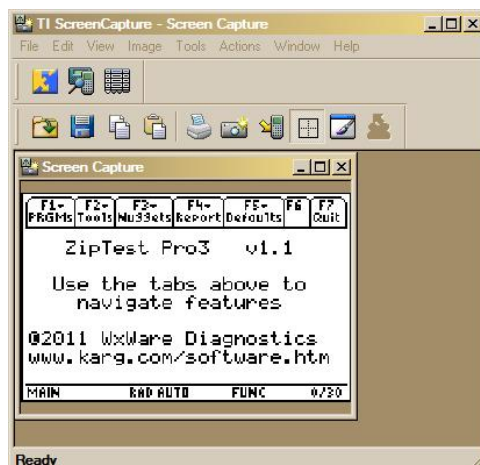 TI ScreenCapture - Screen Capture
File Edit View Image Tools Actions Window Help
Screen Capture
F1 F2 F3 F4 F5 F6 F7
PRGMs Tools Nuggets Report Defaults Quit
ZipTest Pro3 v1.1
Use the tabs above to
navigate features
©2011 WxWare Diagnostics
www.kang.com/software.htm
MAIN RAD AUTO FUNC 0/30
Ready